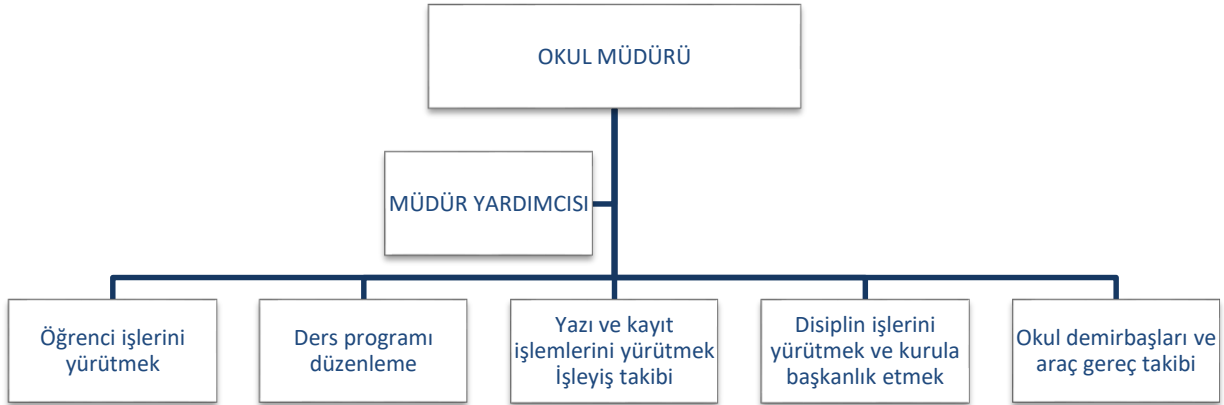 OKUL MÜDÜRÜ
MÜDÜR YARDIMCISI
Öğrenci işlerini
yürütmek
Ders programı
düzenleme
Yazı ve kayıt
işlemlerini yürütmek
İşleyiş takibi
Disiplin işlerini
yürütmek ve kurula
başkanlık etmek
Okul demirbaşları ve
araç gereç takibi